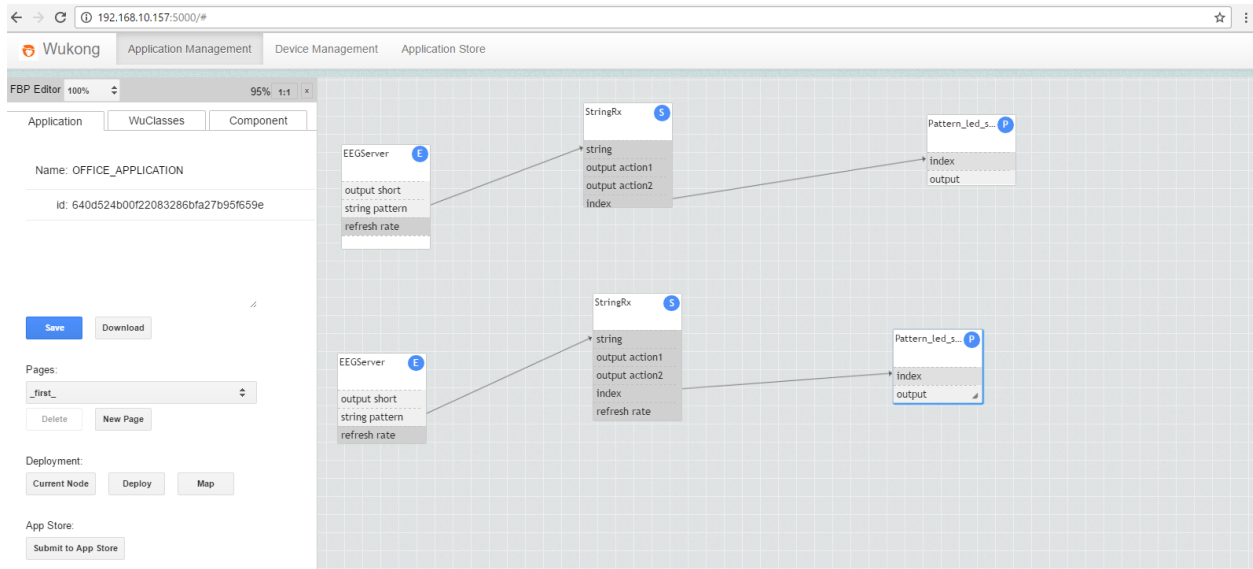 192.168.10.157:5000/#
Wukong Application Management Device Management Application Store
FBP Editor 100% 95% 1:1 x
Application WuClasses Component
Name: OFFICE_APPLICATION
id: 640d524b00f22083286bfa27b95f659e
Save Download
Pages:
_first_
Delete New Page
Deployment:
Current Node Deploy Map
App Store:
Submit to App Store
EEGServer E
output short
string pattern
refresh rate
StringRx S
string
output action1
output action2
index
Pattern_led_s... P
index
output
EEGServer E
output short
string pattern
refresh rate
StringRx S
string
output action1
output action2
index
refresh rate
Pattern_led_s... P
index
output